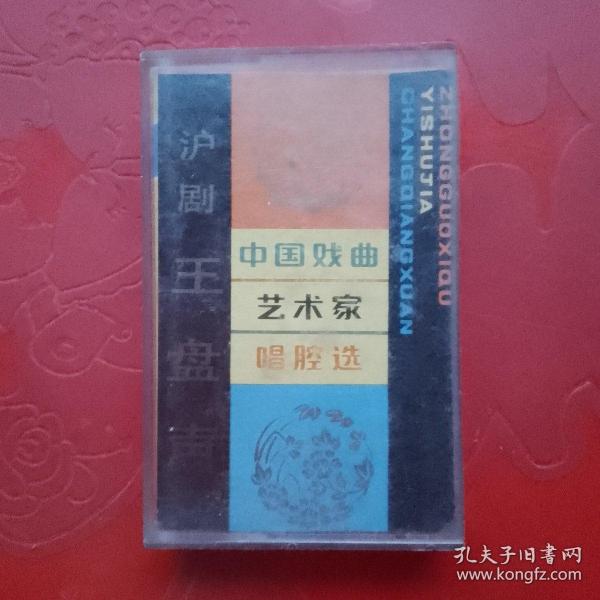 沪剧
王盘声
中国戏曲
艺术家
唱腔选
ZHONGGUOXIQU
YISHUJIA
CHANGQIANGXUAN
孔夫子旧書网
www.kongfz.com